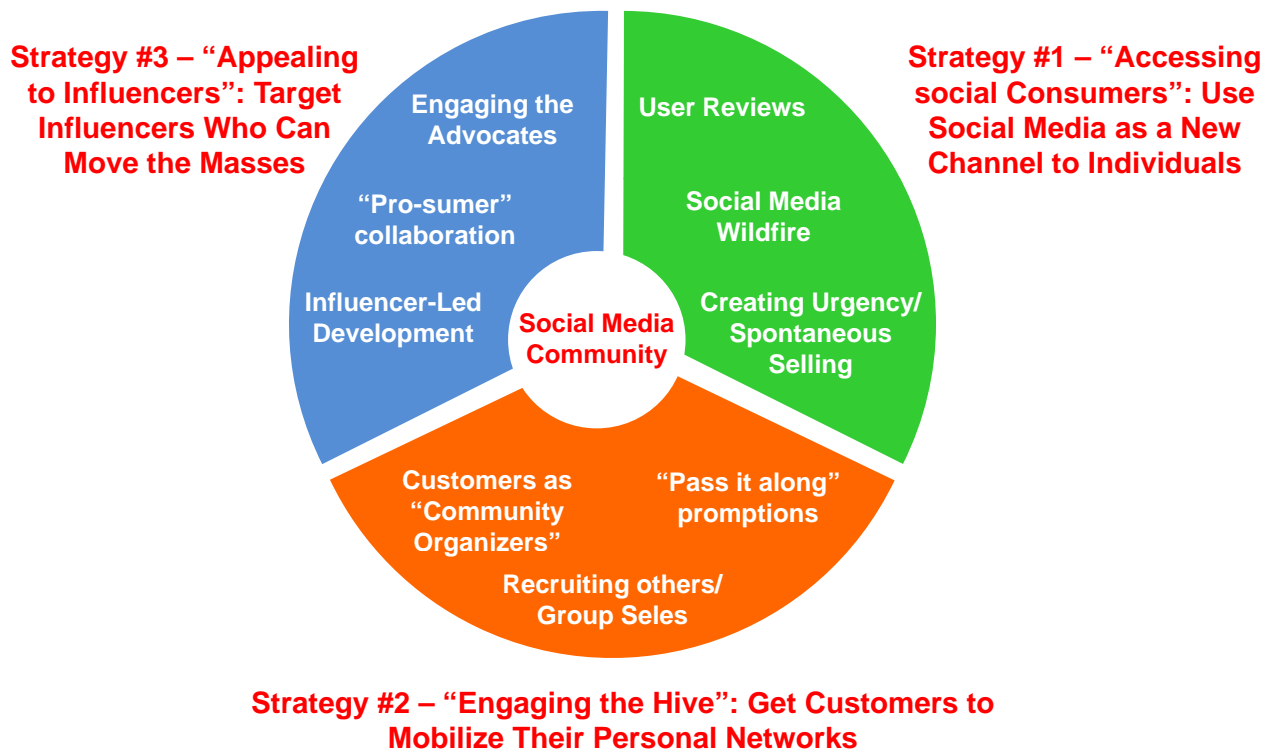 Strategy #3 – “Appealing
to Influencers”: Target
Influencers Who Can
Move the Masses
Engaging the
Advocates
“Pro-sumer”
collaboration
Influencer-Led
Development
Strategy #1 – “Accessing
social Consumers”: Use
Social Media as a New
Channel to Individuals
User Reviews
Social Media
Wildfire
Creating Urgency/
Spontaneous
Selling
Social Media
Community
Customers as
“Community
Organizers”
“Pass it along”
promptions
Recruiting others/
Group Seles
Strategy #2 – “Engaging the Hive”: Get Customers to
Mobilize Their Personal Networks